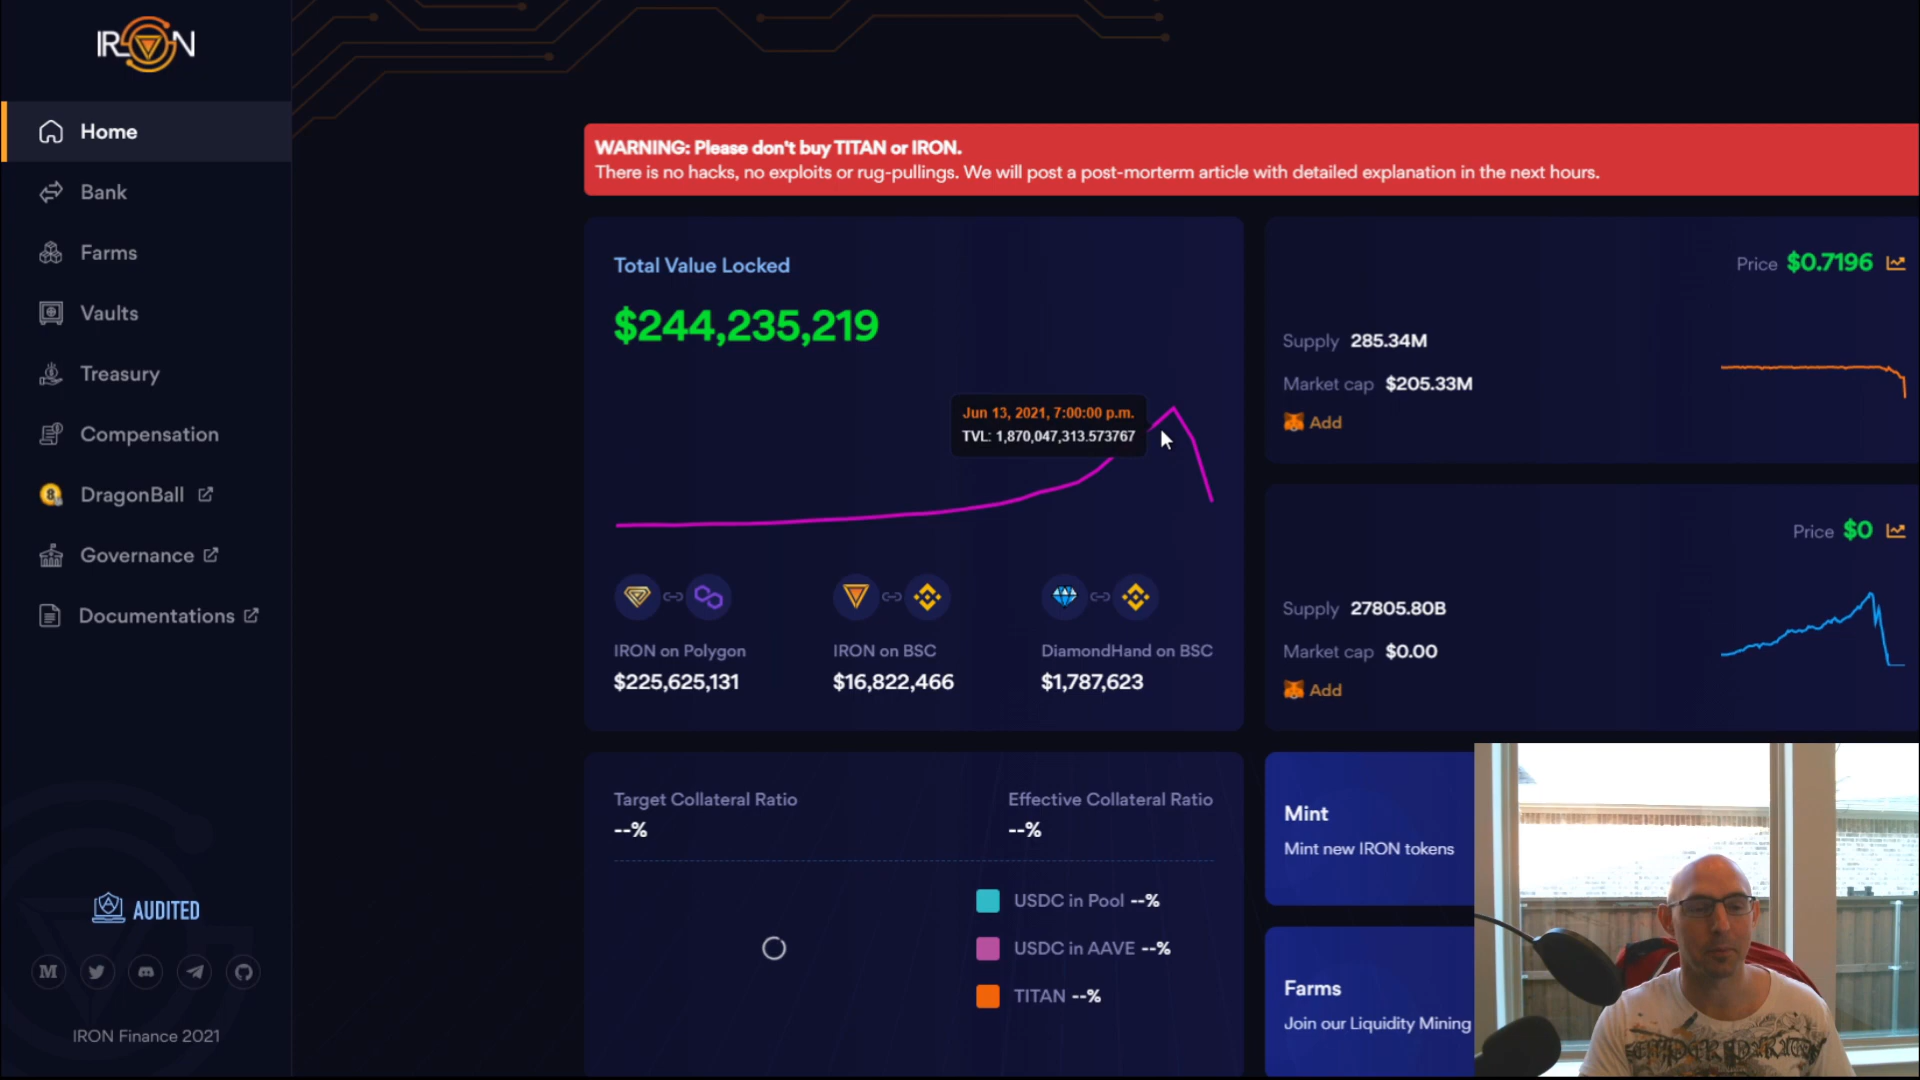 IRON
Home
Bank
Farms
Vaults
Treasury
Compensation
8
DragonBall
Governance
Documentations
AUDITED
M
IRON Finance 2021
WARNING: Please don't buy TITAN or IRON.
There is no hacks, no exploits or rug-pullings. We will post a post-morterm article with detailed explanation in the next hours.
Total Value Locked
$244,235,219
Jun 13, 2021, 7:00:00 p.m.
TVL: 1,870,047,313.573767
IRON on Polygon
$225,625,131
IRON on BSC
$16,822,466
DiamondHand on BSC
$1,787,623
Price $0.7196
Supply 285.34M
Market cap $205.33M
Add
Price $0
Supply 27805.80B
Market cap $0.00
Add
Target Collateral Ratio
--%
Effective Collateral Ratio
--%
USDC in Pool --%
USDC in AAVE --%
TITAN --%
Mint
Mint new IRON tokens
Farms
Join our Liquidity Mining